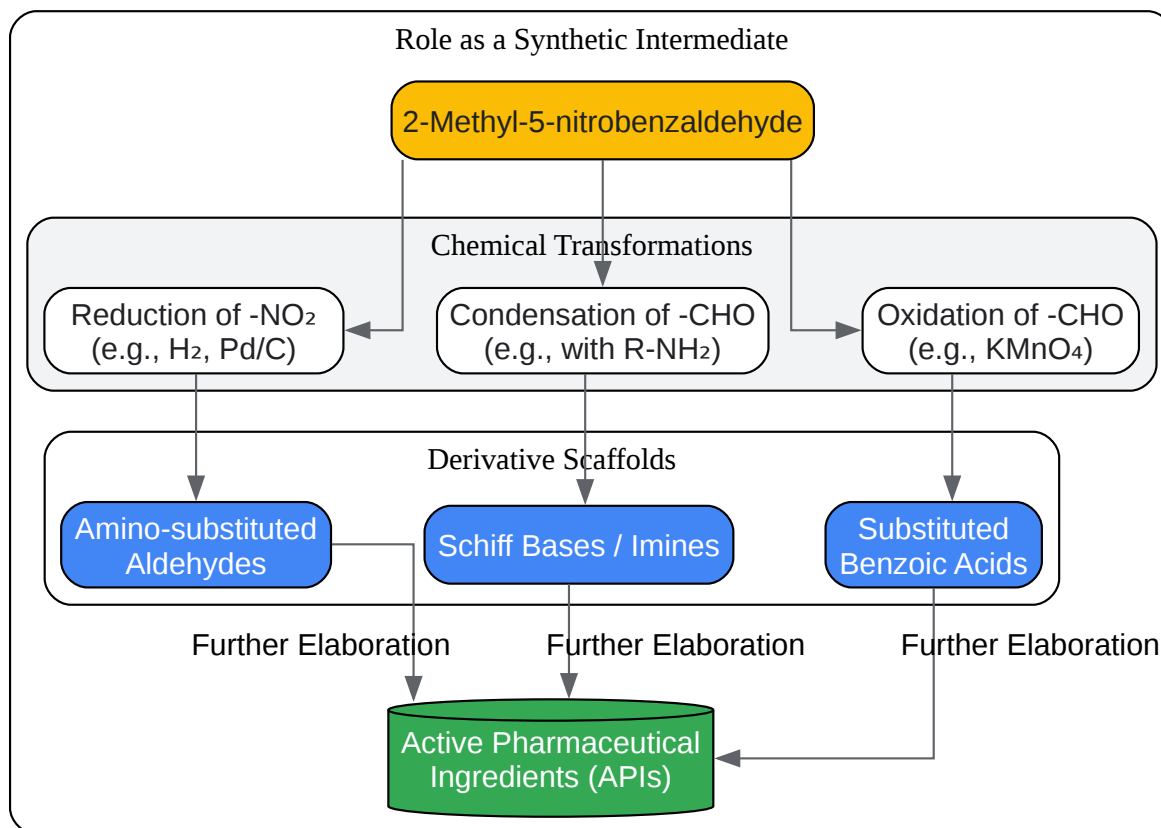 Role as a Synthetic Intermediate
2-Methyl-5-nitrobenzaldehyde
Chemical Transformations
Reduction of -NO₂
(e.g., H₂, Pd/C)
Condensation of -CHO
(e.g., with R-NH₂)
Oxidation of -CHO
(e.g., KMnO₄)
Derivative Scaffolds
Amino-substituted
Aldehydes
Schiff Bases / Imines
Substituted
Benzoic Acids
Further Elaboration
Further Elaboration
Further Elaboration
Active Pharmaceutical
Ingredients (APIs)